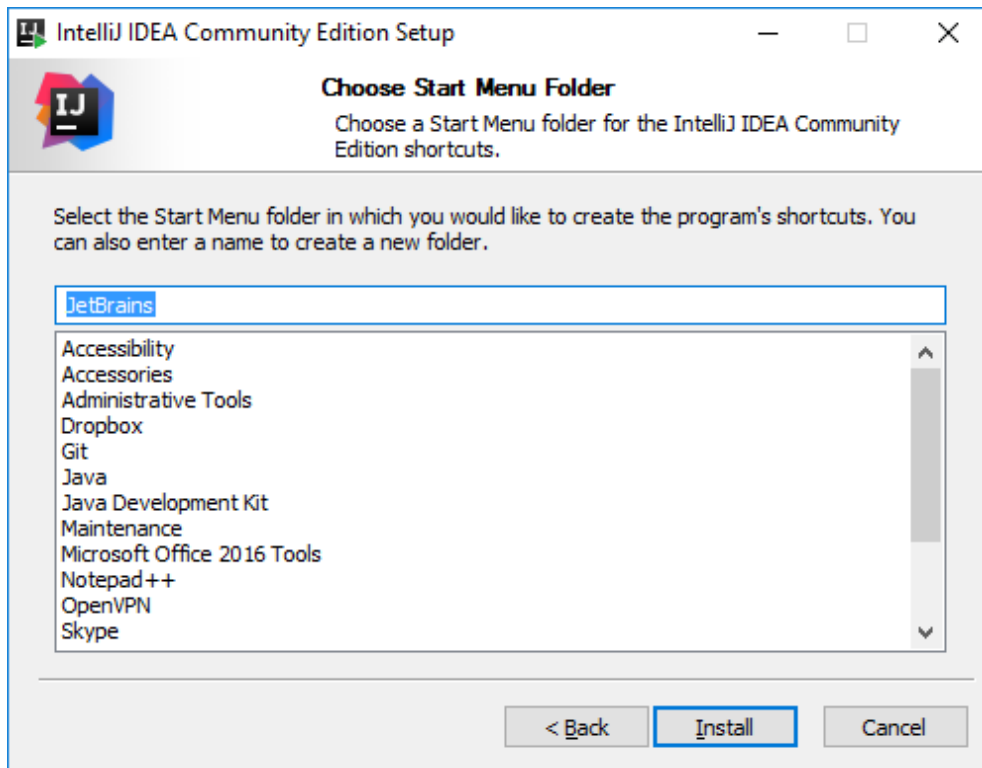 IntelliJ IDEA Community Edition Setup
IJ
Choose Start Menu Folder
Choose a Start Menu folder for the IntelliJ IDEA Community
Edition shortcuts.
Select the Start Menu folder in which you would like to create the program's shortcuts. You
can also enter a name to create a new folder.
JetBrains
Accessibility
Accessories
Administrative Tools
Dropbox
Git
Java
Java Development Kit
Maintenance
Microsoft Office 2016 Tools
Notepad++
OpenVPN
Skype
< Back
Install
Cancel